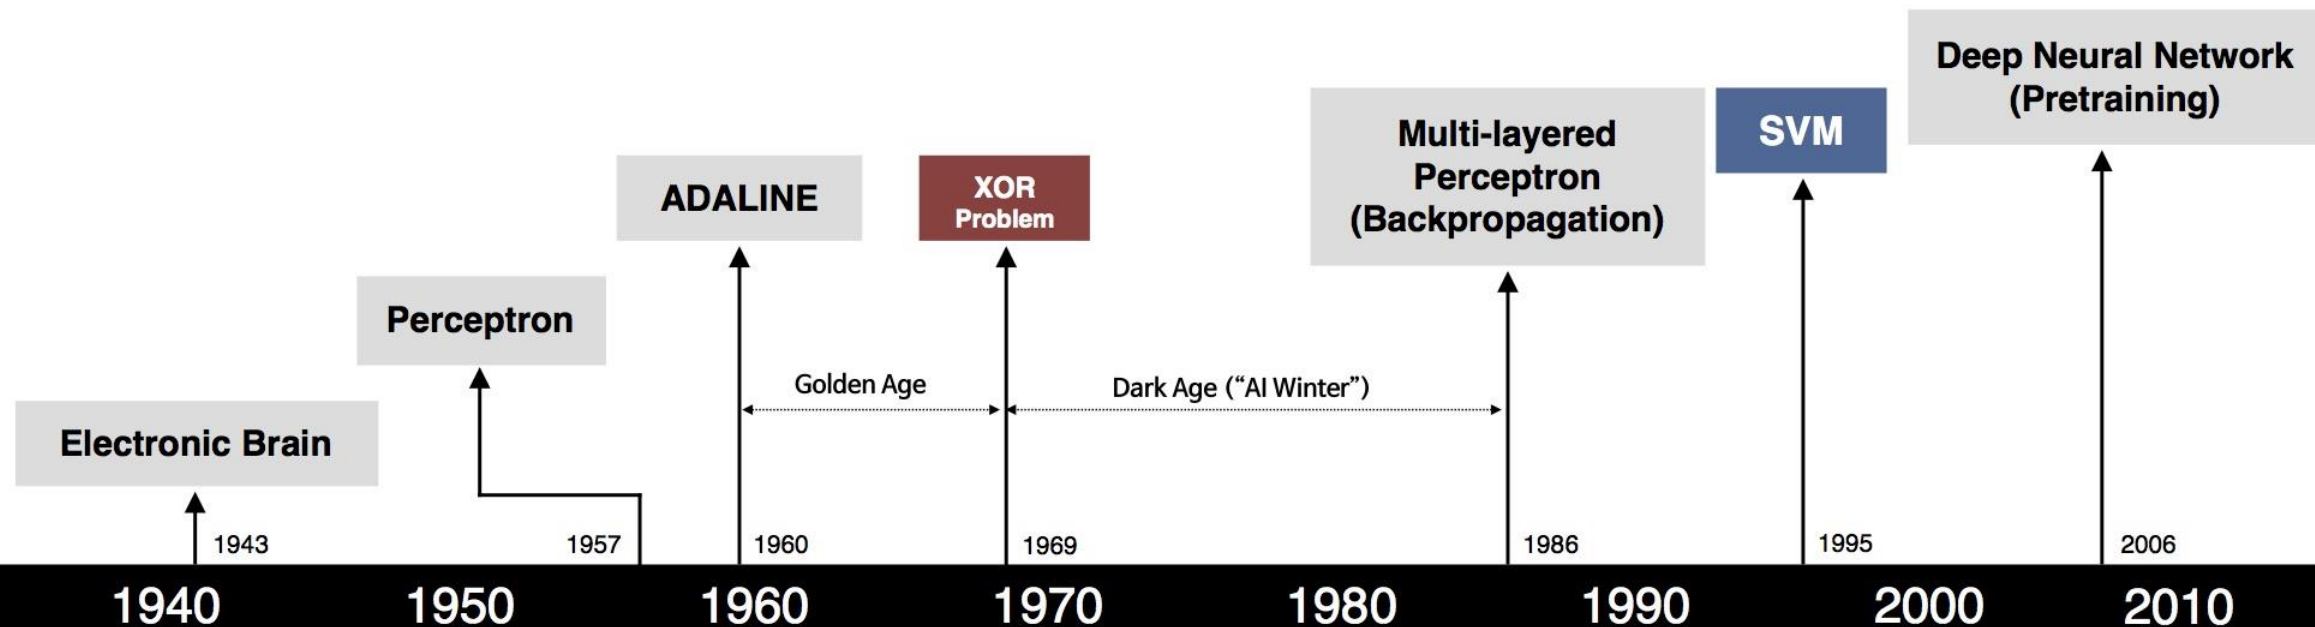 Deep Neural Network
(Pretraining)
Multi-layered
Perceptron
(Backpropagation)
SVM
ADALINE
XOR
Problem
Perceptron
Golden Age
Dark Age (“AI Winter”)
Electronic Brain
1943
1957
1960
1969
1986
1995
2006
1940 1950 1960 1970 1980 1990 2000 2010